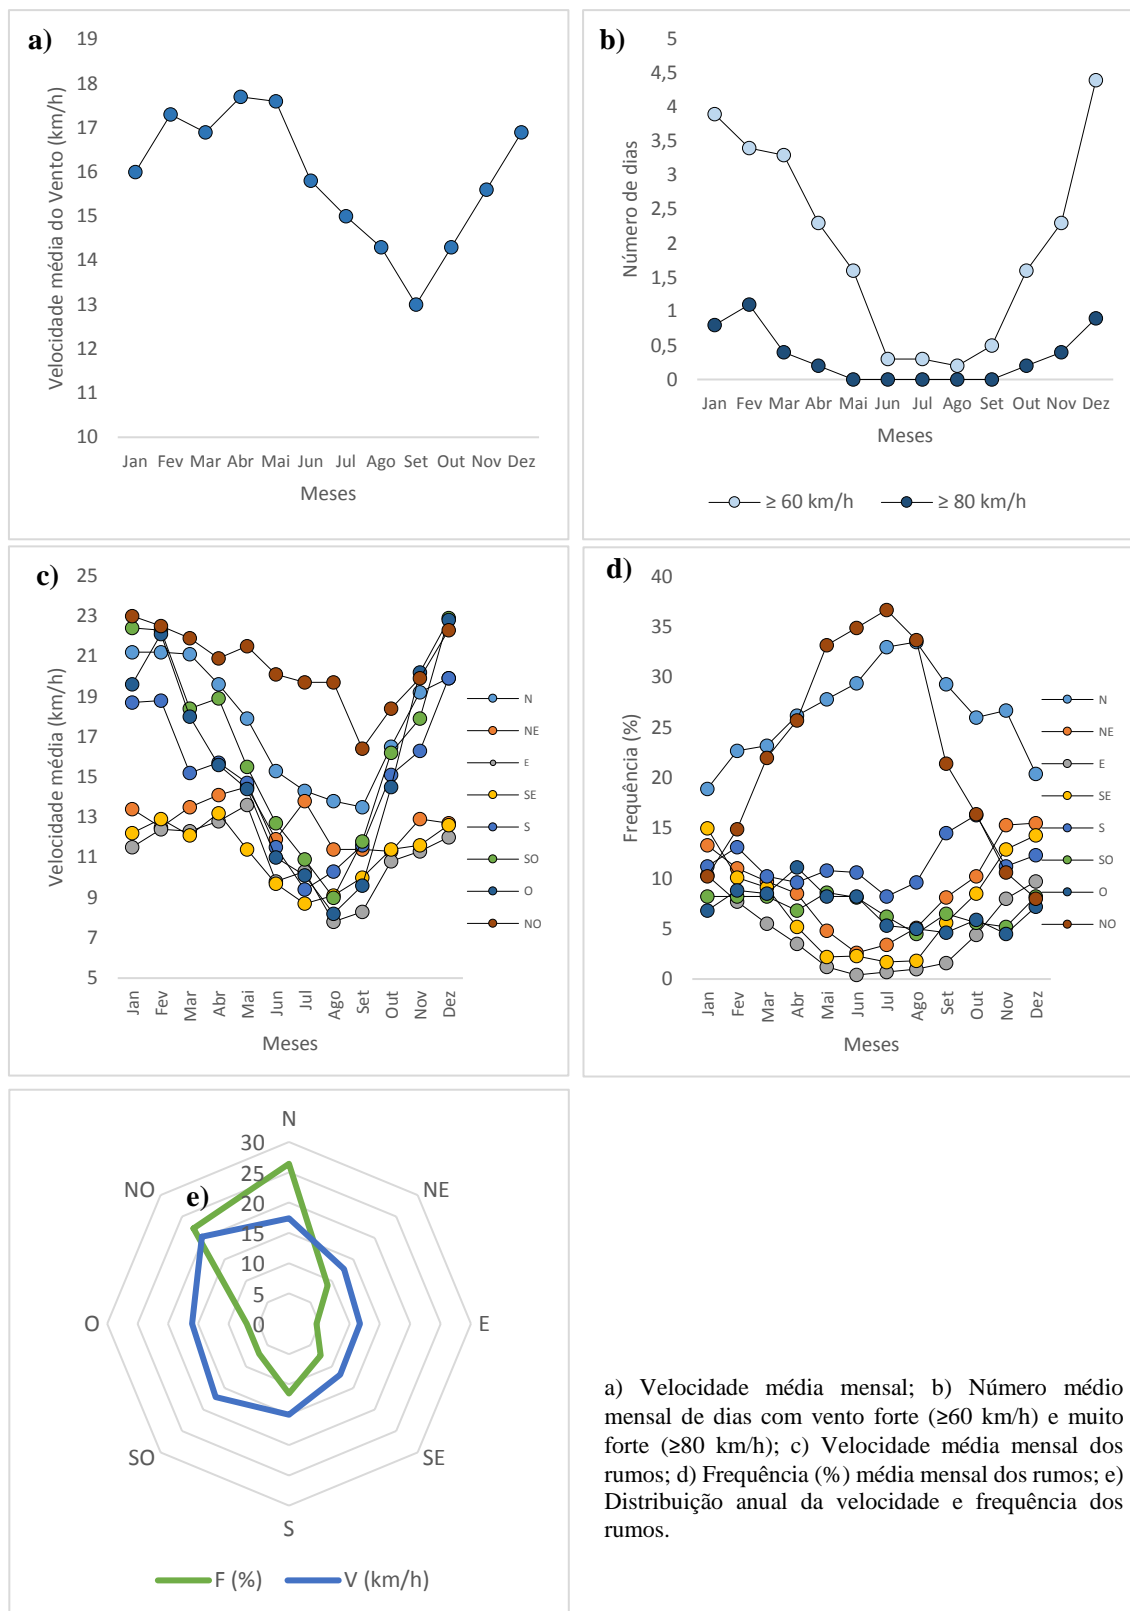 a)
19
18
17
16
15
14
13
12
11
10
Velocidade média do Vento (km/h)
Jan Fev Mar Abr Mai Jun Jul Ago Set Out Nov Dez
Meses
b)
5
4,5
4
3,5
3
2,5
2
1,5
1
0,5
0
Número de dias
Jan Fev Mar Abr Mai Jun Jul Ago Set Out Nov Dez
Meses
≥ 60 km/h ≥ 80 km/h
c)
25
23
21
19
17
15
13
11
9
7
5
Velocidade média (km/h)
Jan Fev Mar Abr Mai Jun Jul Ago Set Out Nov Dez
Meses
N
NE
E
SE
S
SO
O
NO
d)
40
35
30
25
20
15
10
5
0
Frequência (%)
Jan Fev Mar Abr Mai Jun Jul Ago Set Out Nov Dez
Meses
N
NE
E
SE
S
SO
O
NO
e)
N
NE
E
SE
S
SO
O
NO
30
25
20
15
10
5
0
F (%) V (km/h)
a) Velocidade média mensal; b) Número médio
mensal de dias com vento forte (≥60 km/h) e muito
forte (≥80 km/h); c) Velocidade média mensal dos
rumos; d) Frequência (%) média mensal dos rumos; e)
Distribuição anual da velocidade e frequência dos
rumos.